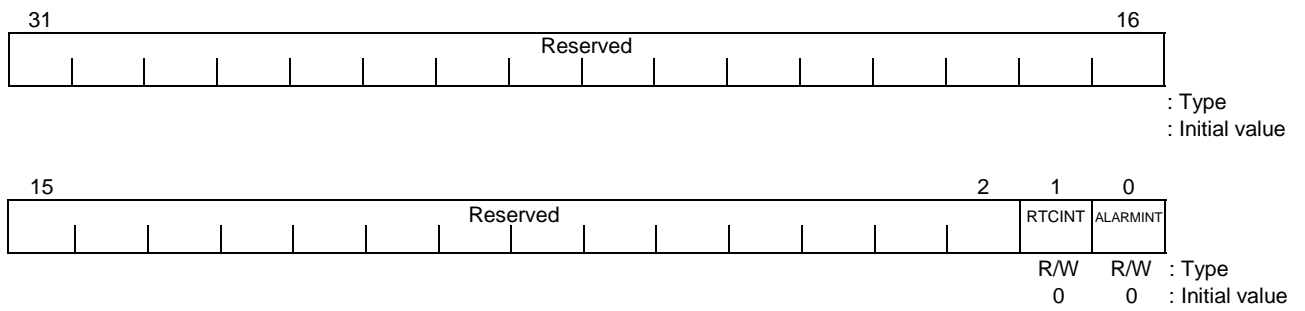 31 16
Reserved
: Type
: Initial value
15 2 1 0
Reserved RTCINT ALARMINT
R/W R/W : Type
0 0 : Initial value